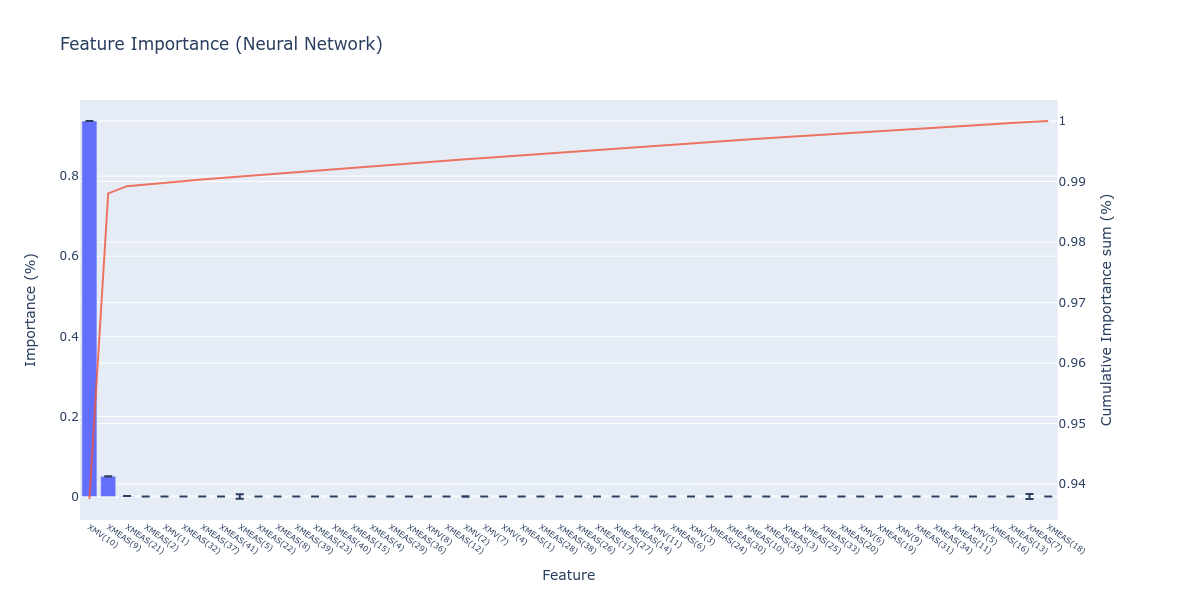 Feature Importance (Neural Network)
1
0.8
0.99
0.6
0.98
0.97
0.4
0.96
0.2
0.95
0
0.94
Importance (%)
Cumulative Importance sum (%)
XMV(10)
XMEAS(9)
XMEAS(21)
XMEAS(2)
XMV(1)
XMEAS(32)
XMEAS(37)
XMEAS(41)
XMEAS(5)
XMEAS(22)
XMEAS(8)
XMEAS(39)
XMEAS(23)
XMEAS(40)
XMEAS(15)
XMEAS(4)
XMEAS(29)
XMEAS(36)
XMV(8)
XMEAS(12)
XMV(2)
XMV(7)
XMV(4)
XMEAS(1)
XMEAS(28)
XMEAS(38)
XMEAS(26)
XMEAS(17)
XMEAS(27)
XMEAS(14)
XMV(11)
XMEAS(6)
XMV(3)
XMEAS(24)
XMEAS(30)
XMEAS(10)
XMEAS(35)
XMEAS(3)
XMEAS(25)
XMEAS(33)
XMEAS(20)
XMV(6)
XMEAS(19)
XMV(9)
XMEAS(31)
XMEAS(34)
XMEAS(11)
XMV(5)
XMEAS(16)
XMEAS(13)
XMEAS(7)
XMEAS(18)
Feature